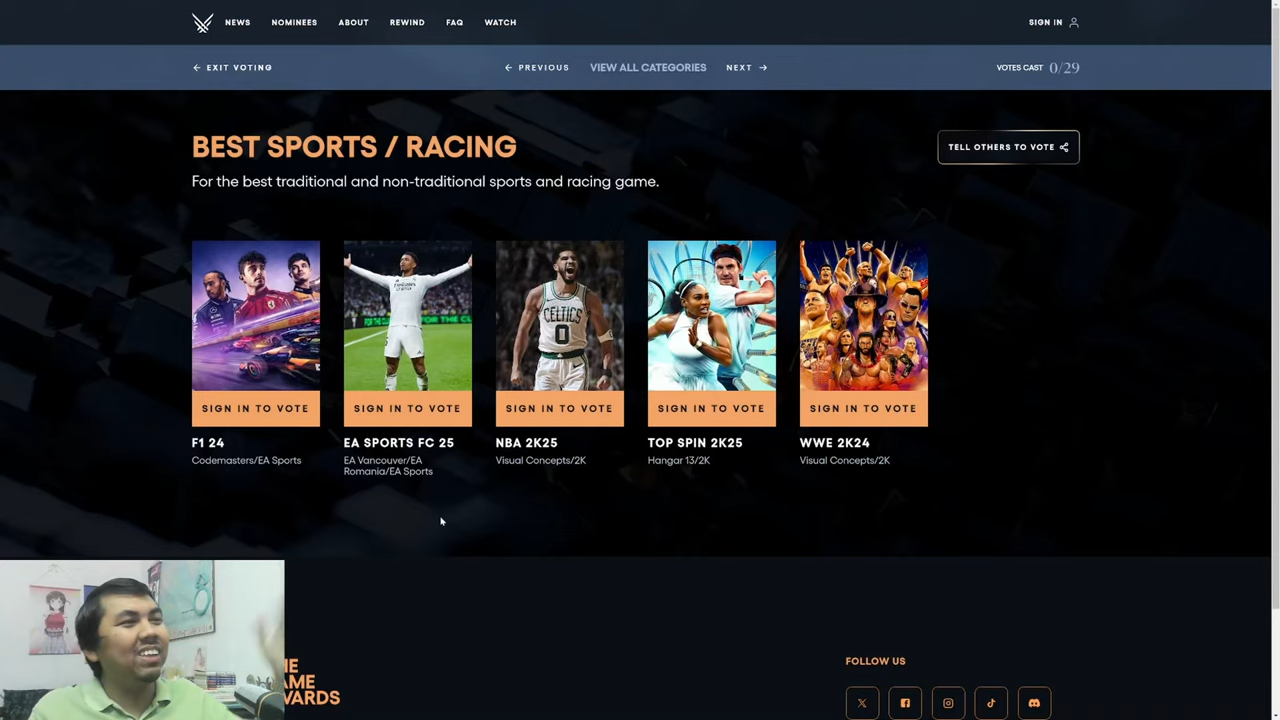 NEWS NOMINEES ABOUT REWIND FAQ WATCH SIGN IN
EXIT VOTING PREVIOUS VIEW ALL CATEGORIES NEXT VOTES CAST 0/29
BEST SPORTS / RACING
TELL OTHERS TO VOTE
For the best traditional and non-traditional sports and racing game.
CELTICS
0
SIGN IN TO VOTE SIGN IN TO VOTE SIGN IN TO VOTE SIGN IN TO VOTE SIGN IN TO VOTE
F1 24 EA SPORTS FC 25 NBA 2K25 TOP SPIN 2K25 WWE 2K24
Codemasters/EA Sports EA Vancouver/EA Visual Concepts/2K Hangar 13/2K Visual Concepts/2K
Romania/EA Sports
FOLLOW US